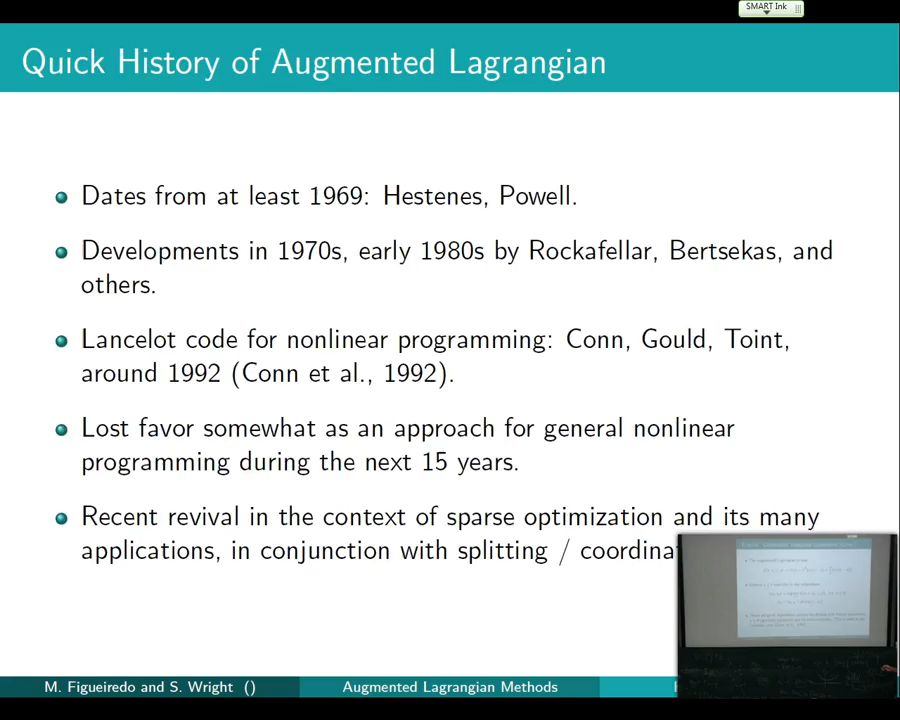 SMART Ink
Quick History of Augmented Lagrangian
Dates from at least 1969: Hestenes, Powell.
Developments in 1970s, early 1980s by Rockafellar, Bertsekas, and
others.
Lancelot code for nonlinear programming: Conn, Gould, Toint,
around 1992 (Conn et al., 1992).
Lost favor somewhat as an approach for general nonlinear
programming during the next 15 years.
Recent revival in the context of sparse optimization and its many
applications, in conjunction with splitting / coordina
M. Figueiredo and S. Wright ()
Augmented Lagrangian Methods